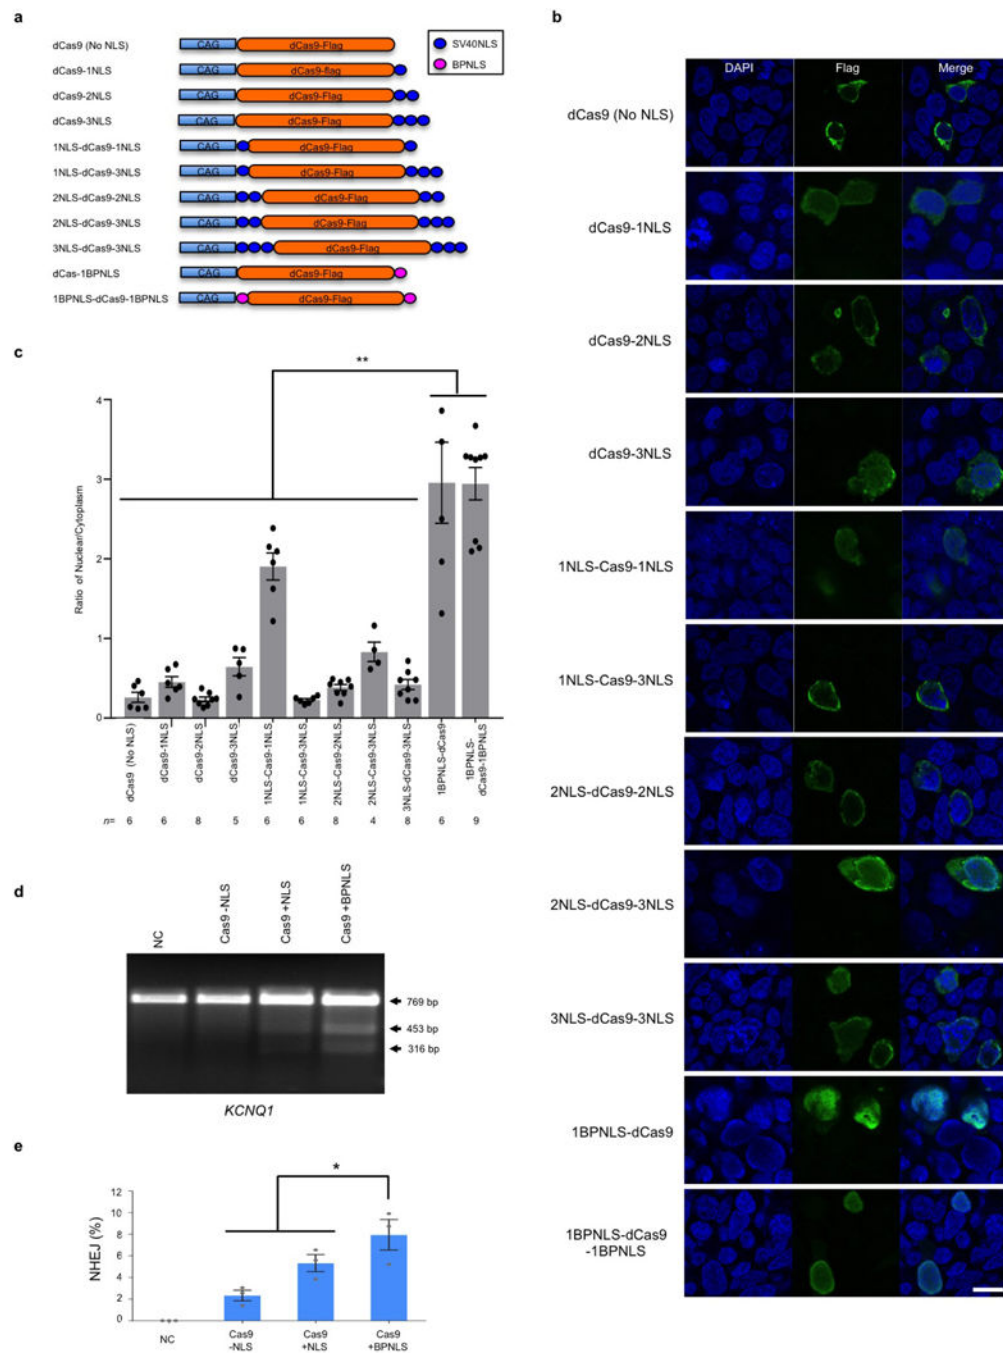 a
dCas9 (No NLS) CAG dCas9-Flag
dCas9-1NLS CAG dCas9-flag
dCas9-2NLS CAG dCas9-Flag
dCas9-3NLS CAG dCas9-Flag
1NLS-dCas9-1NLS CAG dCas9-Flag
1NLS-dCas9-3NLS CAG dCas9-Flag
2NLS-dCas9-2NLS CAG dCas9-Flag
2NLS-dCas9-3NLS CAG dCas9-Flag
3NLS-dCas9-3NLS CAG dCas9-Flag
dCas-1BPNLS CAG dCas9-Flag
1BPNLS-dCas9-1BPNLS CAG dCas9-Flag
SV40NLS
BPNLS
b
DAPI Flag Merge
dCas9 (No NLS)
dCas9-1NLS
dCas9-2NLS
dCas9-3NLS
1NLS-Cas9-1NLS
1NLS-Cas9-3NLS
2NLS-dCas9-2NLS
2NLS-dCas9-3NLS
3NLS-dCas9-3NLS
1BPNLS-dCas9
1BPNLS-dCas9
-1BPNLS
c
**
Ratio of Nuclear/Cytoplasm
4
3
2
1
0
dCas9 (No NLS)
dCas9-1NLS
dCas9-2NLS
dCas9-3NLS
1NLS-Cas9-1NLS
1NLS-Cas9-3NLS
2NLS-Cas9-2NLS
2NLS-Cas9-3NLS
3NLS-dCas9-3NLS
1BPNLS-dCas9
1BPNLS-
dCas9-1BPNLS
n= 6 6 8 5 6 6 8 4 8 6 9
d
NC
Cas9 -NLS
Cas9 +NLS
Cas9 +BPNLS
769 bp
453 bp
316 bp
KCNQ1
e
*
NHEJ (%)
12
10
8
6
4
2
0
NC
Cas9
-NLS
Cas9
+NLS
Cas9
+BPNLS